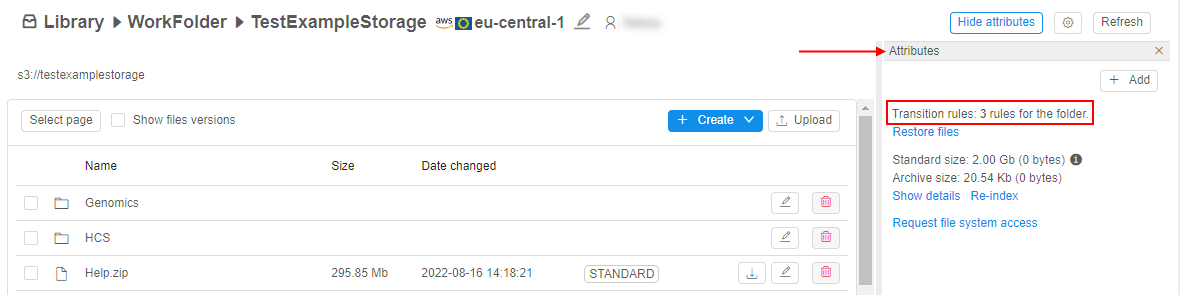 Library WorkFolder TestExampleStorage aws eu-central-1
Hide attributes
Refresh
s3://testexamplestorage
Select page
Show files versions
+ Create
Upload
Name Size Date changed
Genomics
HCS
Help.zip 295.85 Mb 2022-08-16 14:18:21 STANDARD
Attributes
+ Add
Transition rules: 3 rules for the folder.
Restore files
Standard size: 2.00 Gb (0 bytes)
Archive size: 20.54 Kb (0 bytes)
Show details Re-index
Request file system access